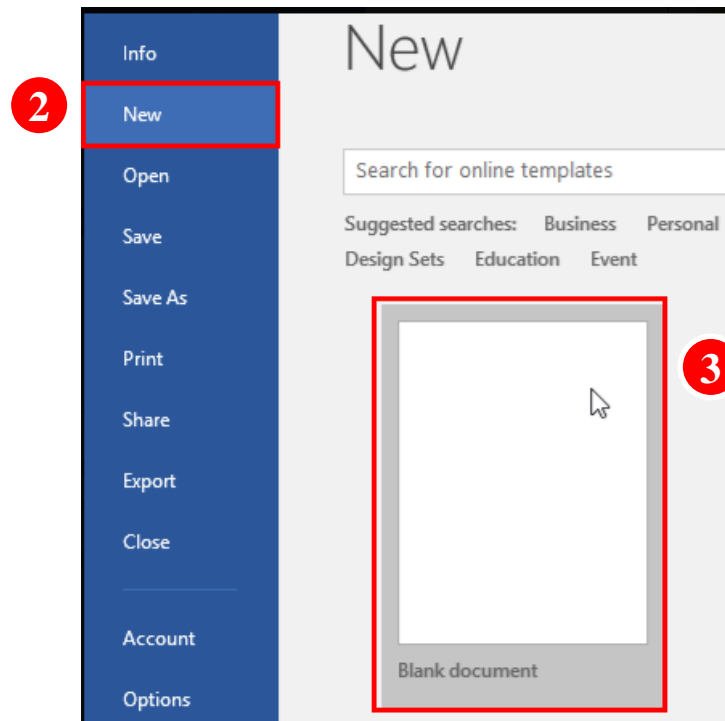 2
Info
New
Open
Save
Save As
Print
Share
Export
Close
Account
Options
New
Search for online templates
Suggested searches: Business Personal
Design Sets Education Event
3
Blank document